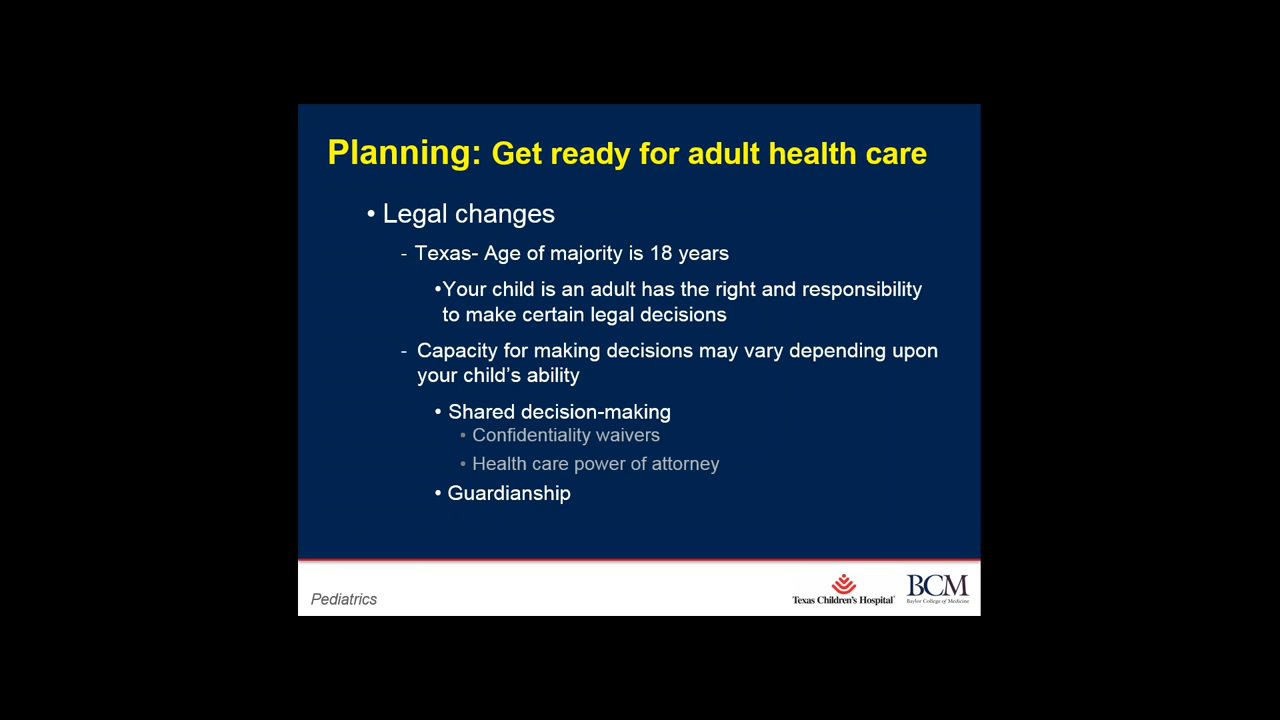 Planning: Get ready for adult health care
• Legal changes
- Texas- Age of majority is 18 years
•Your child is an adult has the right and responsibility
to make certain legal decisions
- Capacity for making decisions may vary depending upon
your child's ability
• Shared decision-making
• Confidentiality waivers
• Health care power of attorney
• Guardianship
Pediatrics
Texas Children's Hospital
BCM
Baylor College of Medicine